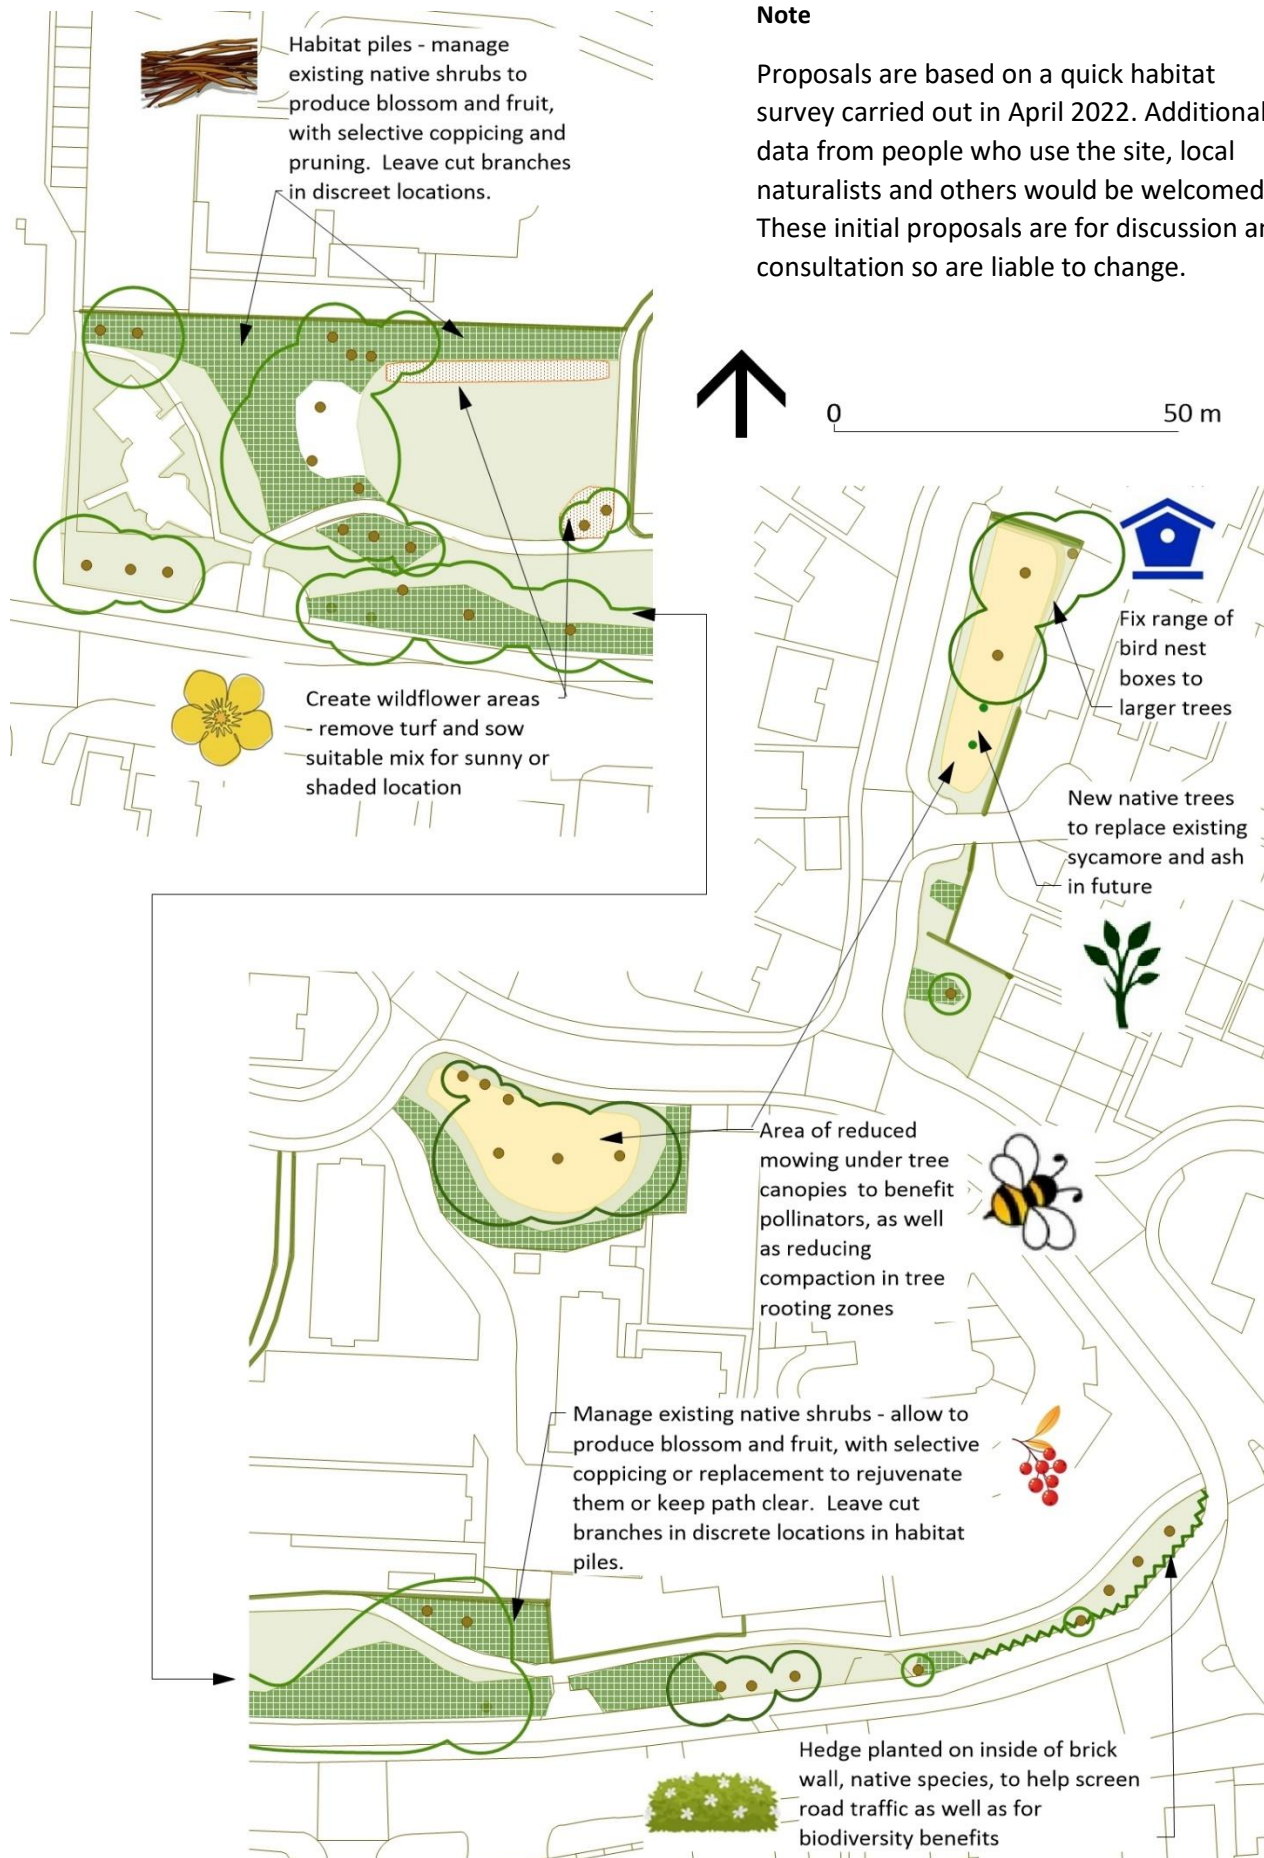 Note
Proposals are based on a quick habitat
survey carried out in April 2022. Additional
data from people who use the site, local
naturalists and others would be welcomed
These initial proposals are for discussion
consultation so are liable to change.
Habitat piles - manage
existing native shrubs to
produce blossom and fruit,
with selective coppicing and
pruning. Leave cut branches
in discreet locations.
0 50 m
Create wildflower areas
- remove turf and sow
suitable mix for sunny or
shaded location
Fix range of
bird nest
boxes to
larger trees
New native trees
to replace existing
sycamore and ash
in future
Area of reduced
mowing under tree
canopies to benefit
pollinators, as well
as reducing
compaction in tree
rooting zones
Manage existing native shrubs - allow to
produce blossom and fruit, with selective
coppicing or replacement to rejuvenate
them or keep path clear. Leave cut
branches in discrete locations in habitat
piles.
Hedge planted on inside of brick
wall, native species, to help screen
road traffic as well as for
biodiversity benefits